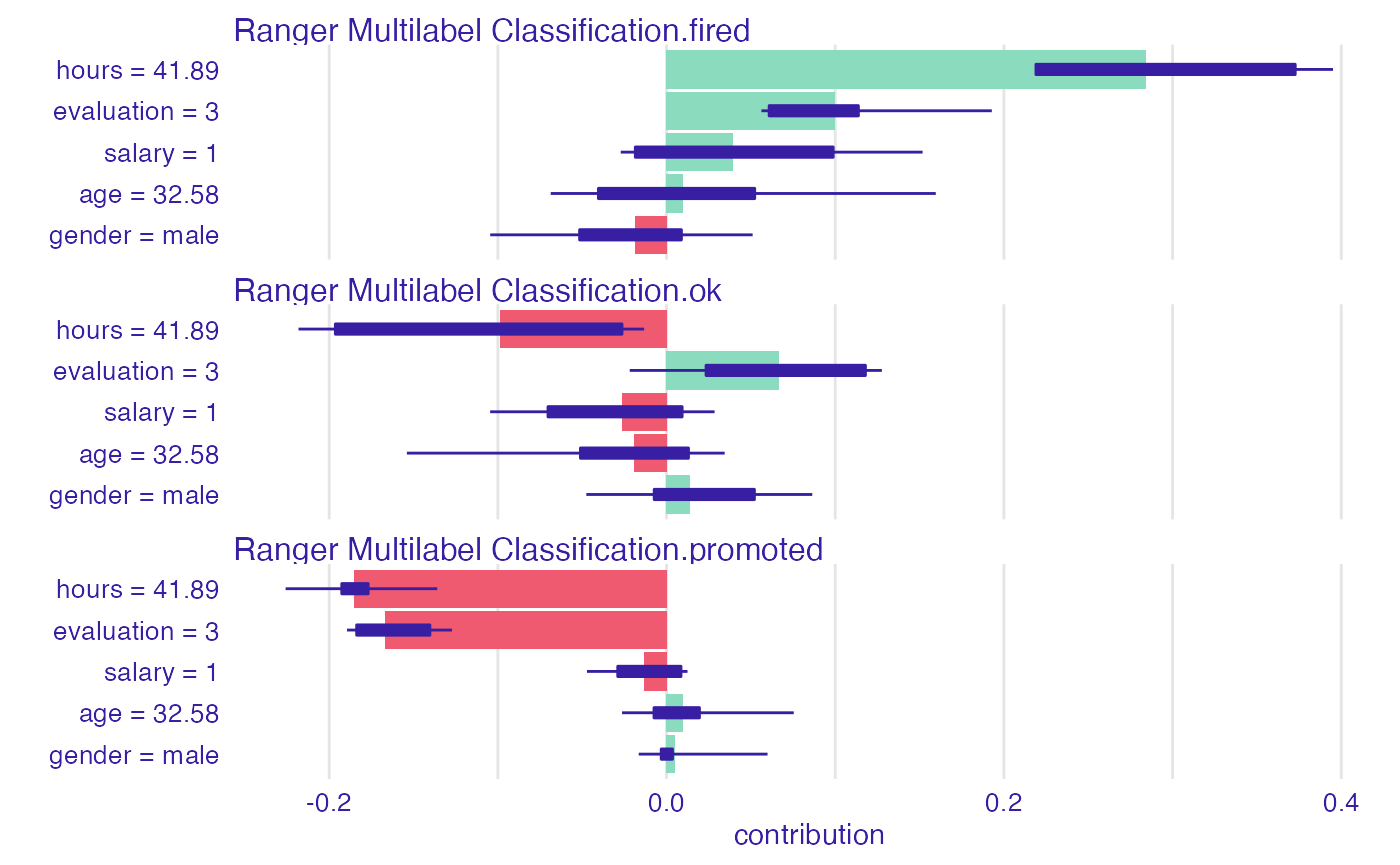 Ranger Multilabel Classification.fired
hours = 41.89
evaluation = 3
salary = 1
age = 32.58
gender = male
Ranger Multilabel Classification.ok
hours = 41.89
evaluation = 3
salary = 1
age = 32.58
gender = male
Ranger Multilabel Classification.promoted
hours = 41.89
evaluation = 3
salary = 1
age = 32.58
gender = male
-0.2 0.0 0.2 0.4
contribution